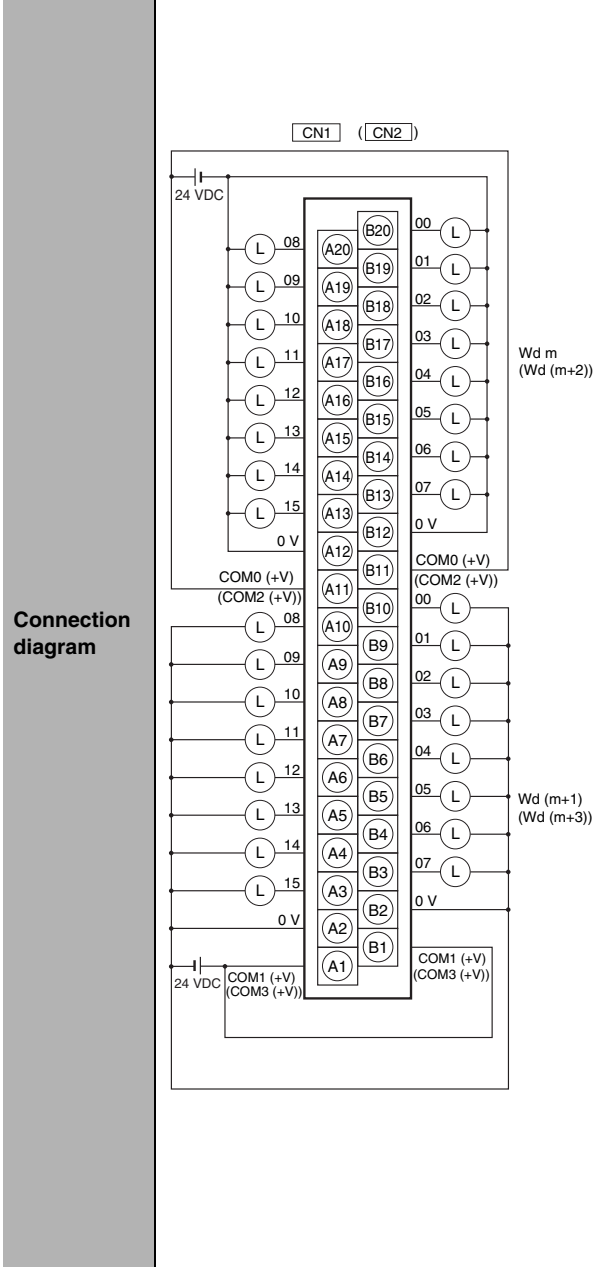 Connection
diagram
CN1 (CN2)
24 VDC
L 08 A20 B20 00 L
L 09 A19 B19 01 L
L 10 A18 B18 02 L
L 11 A17 B17 03 L
Wd m
(Wd (m+2))
L 12 A16 B16 04 L
L 13 A15 B15 05 L
L 14 A14 B14 06 L
L 15 A13 B13 07 L
0 V A12 B12 0 V
COM0 (+V) A11 B11 COM0 (+V)
(COM2 (+V)) (COM2 (+V))
L 08 A10 B10 00 L
L 09 A9 B9 01 L
L 10 A8 B8 02 L
L 11 A7 B7 03 L
L 12 A6 B6 04 L
L 13 A5 B5 05 L
Wd (m+1)
(Wd (m+3))
L 14 A4 B4 06 L
L 15 A3 B3 07 L
0 V A2 B2 0 V
24 VDC
COM1 (+V) A1 B1 COM1 (+V)
(COM3 (+V)) (COM3 (+V))